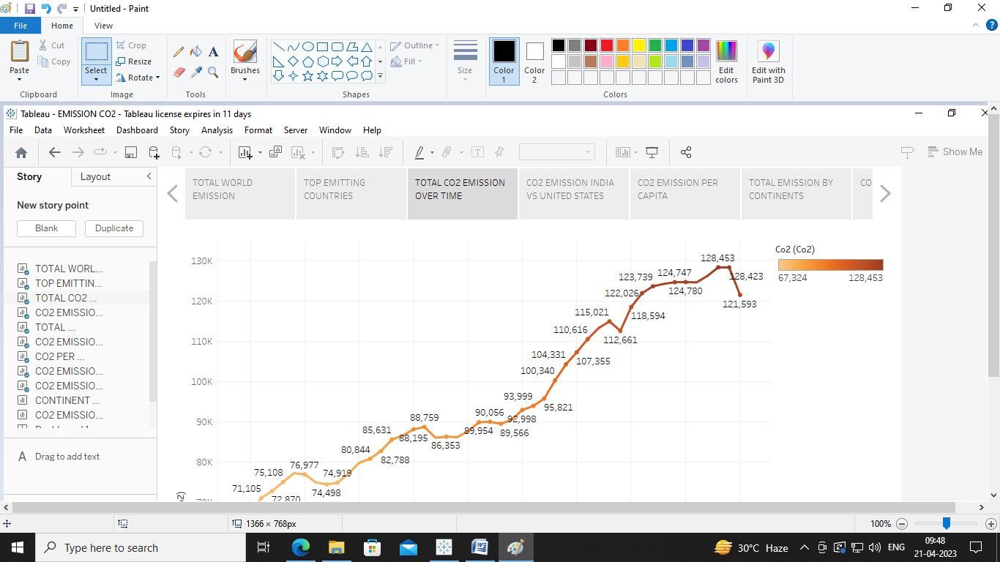 Untitled - Paint
File Home View
Paste
Cut
Copy
Clipboard
Select
Crop
Resize
Rotate
Image
A
Tools
Brushes
Shapes
Outline
Fill
Size
Color 1
Color 2
Colors
Edit colors
Edit with Paint 3D
Tableau - EMISSION CO2 - Tableau license expires in 11 days
File Data Worksheet Dashboard Story Analysis Format Server Window Help
Show Me
Story Layout
New story point
Blank Duplicate
TOTAL WORL...
TOP EMITTIN...
TOTAL CO2 ...
CO2 EMISSIO...
TOTAL ...
CO2 EMISSIO...
CO2 PER ...
CO2 EMISSIO...
CO2 EMISSIO...
CONTINENT ...
CO2 EMISSIO...
A Drag to add text
TOTAL WORLD EMISSION
TOP EMITTING COUNTRIES
TOTAL CO2 EMISSION OVER TIME
CO2 EMISSION INDIA VS UNITED STATES
CO2 EMISSION PER CAPITA
TOTAL EMISSION BY CONTINENTS
CO
130K
120K
110K
100K
90K
80K
71,105
72,870
75,108
76,977
74,498
74,919
80,844
82,788
85,631
88,195
88,759
86,353
89,954
90,056
89,566
92,998
93,999
95,821
100,340
104,331
107,355
110,616
115,021
112,661
118,594
122,026
123,739
124,747
124,780
128,453
128,423
121,593
Co2 (Co2)
67,324 128,453
1366 × 768px
100%
Type here to search
30°C Haze
ENG
09:48
21-04-2023